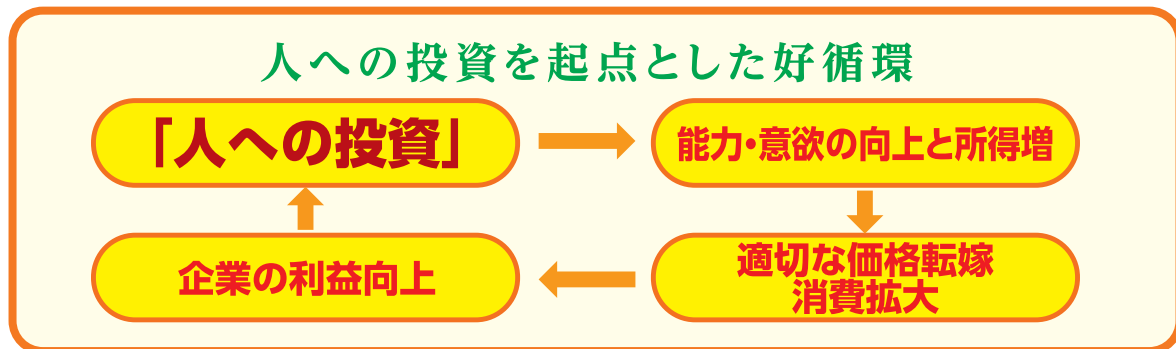 人への投資を起点とした好循環
「人への投資」
能力・意欲の向上と所得増
適切な価格転嫁
消費拡大
企業の利益向上